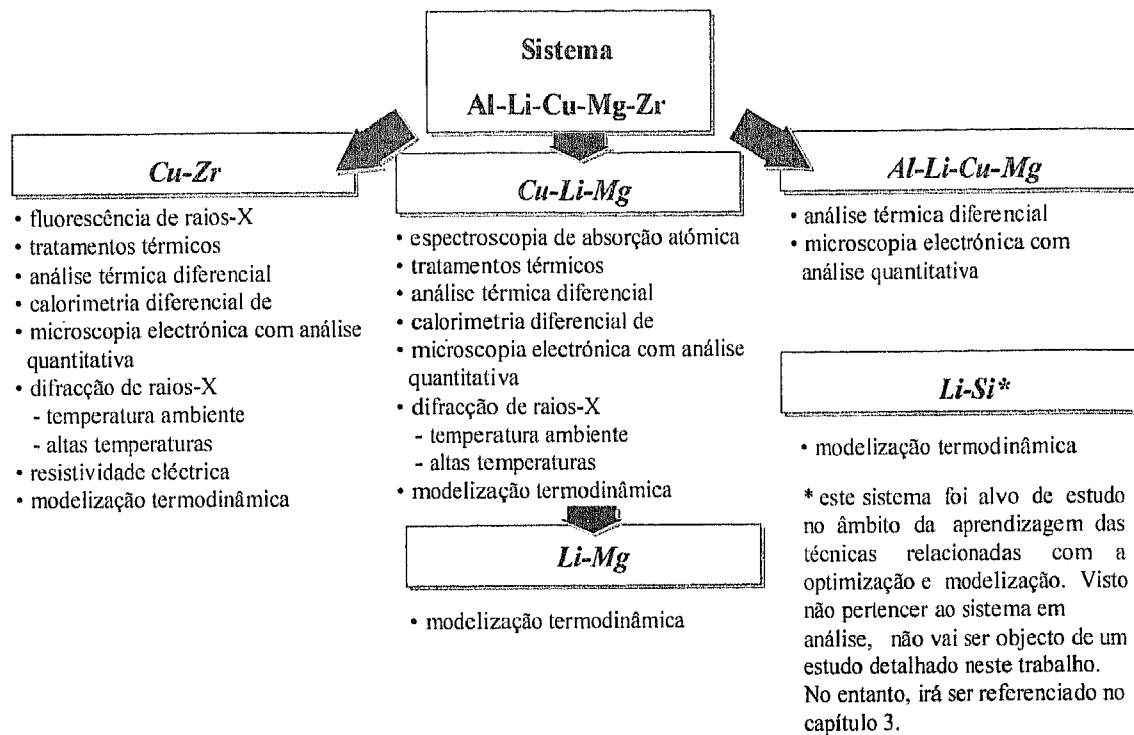 Sistema
Al-Li-Cu-Mg-Zr
Cu-Zr
• fluorescência de raios-X
• tratamentos térmicos
• análise térmica diferencial
• calorimetria diferencial de
• microscopia electrónica com análise
quantitativa
• difracção de raios-X
- temperatura ambiente
- altas temperaturas
• resistividade eléctrica
• modelização termodinâmica
Cu-Li-Mg
• espectroscopia de absorção atómica
• tratamentos térmicos
• análise térmica diferencial
• calorimetria diferencial de
• microscopia electrónica com análise
quantitativa
• difracção de raios-X
- temperatura ambiente
- altas temperaturas
• modelização termodinâmica
Li-Mg
• modelização termodinâmica
Al-Li-Cu-Mg
• análise térmica diferencial
• microscopia electrónica com
análise quantitativa
Li-Si*
• modelização termodinâmica
* este sistema foi alvo de estudo
no âmbito da aprendizagem das
técnicas relacionadas com a
optimização e modelização. Visto
não pertencer ao sistema em
análise, não vai ser objecto de um
estudo detalhado neste trabalho.
No entanto, irá ser referenciado no
capítulo 3.